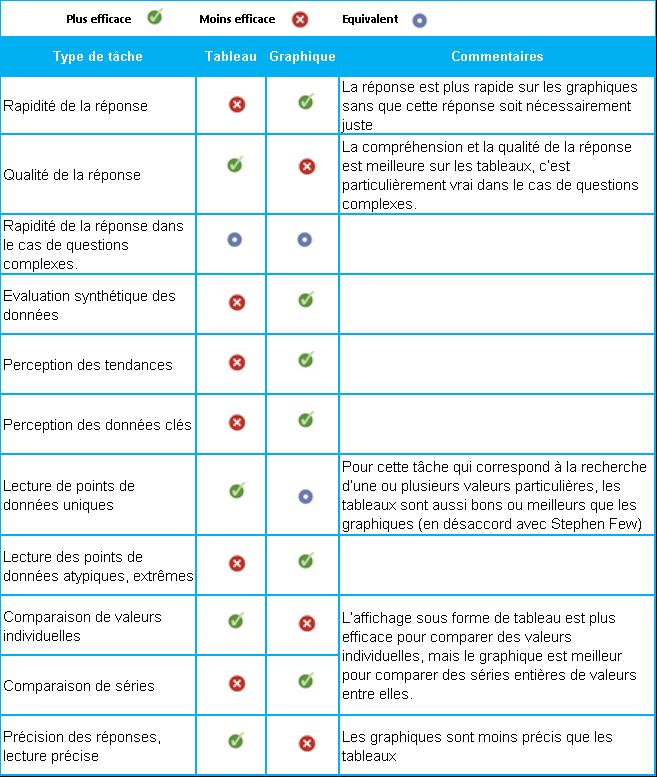 Plus efficace Moins efficace Equivalent
Type de tâche Tableau Graphique Commentaires
Rapidité de la réponse
La réponse est plus rapide sur les graphiques
sans que cette réponse soit nécessairement
juste
Qualité de la réponse
La compréhension et la qualité de la réponse
est meilleure sur les tableaux, c'est
particulièrement vrai dans le cas de questions
complexes.
Rapidité de la réponse dans
le cas de questions
complexes.
Evaluation synthétique des
données
Perception des tendances
Perception des données clés
Lecture de points de
données uniques
Pour cette tâche qui correspond à la recherche
d'une ou plusieurs valeurs particulières, les
tableaux sont aussi bons ou meilleurs que les
graphiques (en désaccord avec Stephen Few)
Lecture des points de
données atypiques, extrêmes
Comparaison de valeurs
individuelles
L'affichage sous forme de tableau est plus
efficace pour comparer des valeurs
individuelles, mais le graphique est meilleur
pour comparer des séries entières de valeurs
entre elles.
Comparaison de séries
Précision des réponses,
lecture précise
Les graphiques sont moins précis que les
tableaux